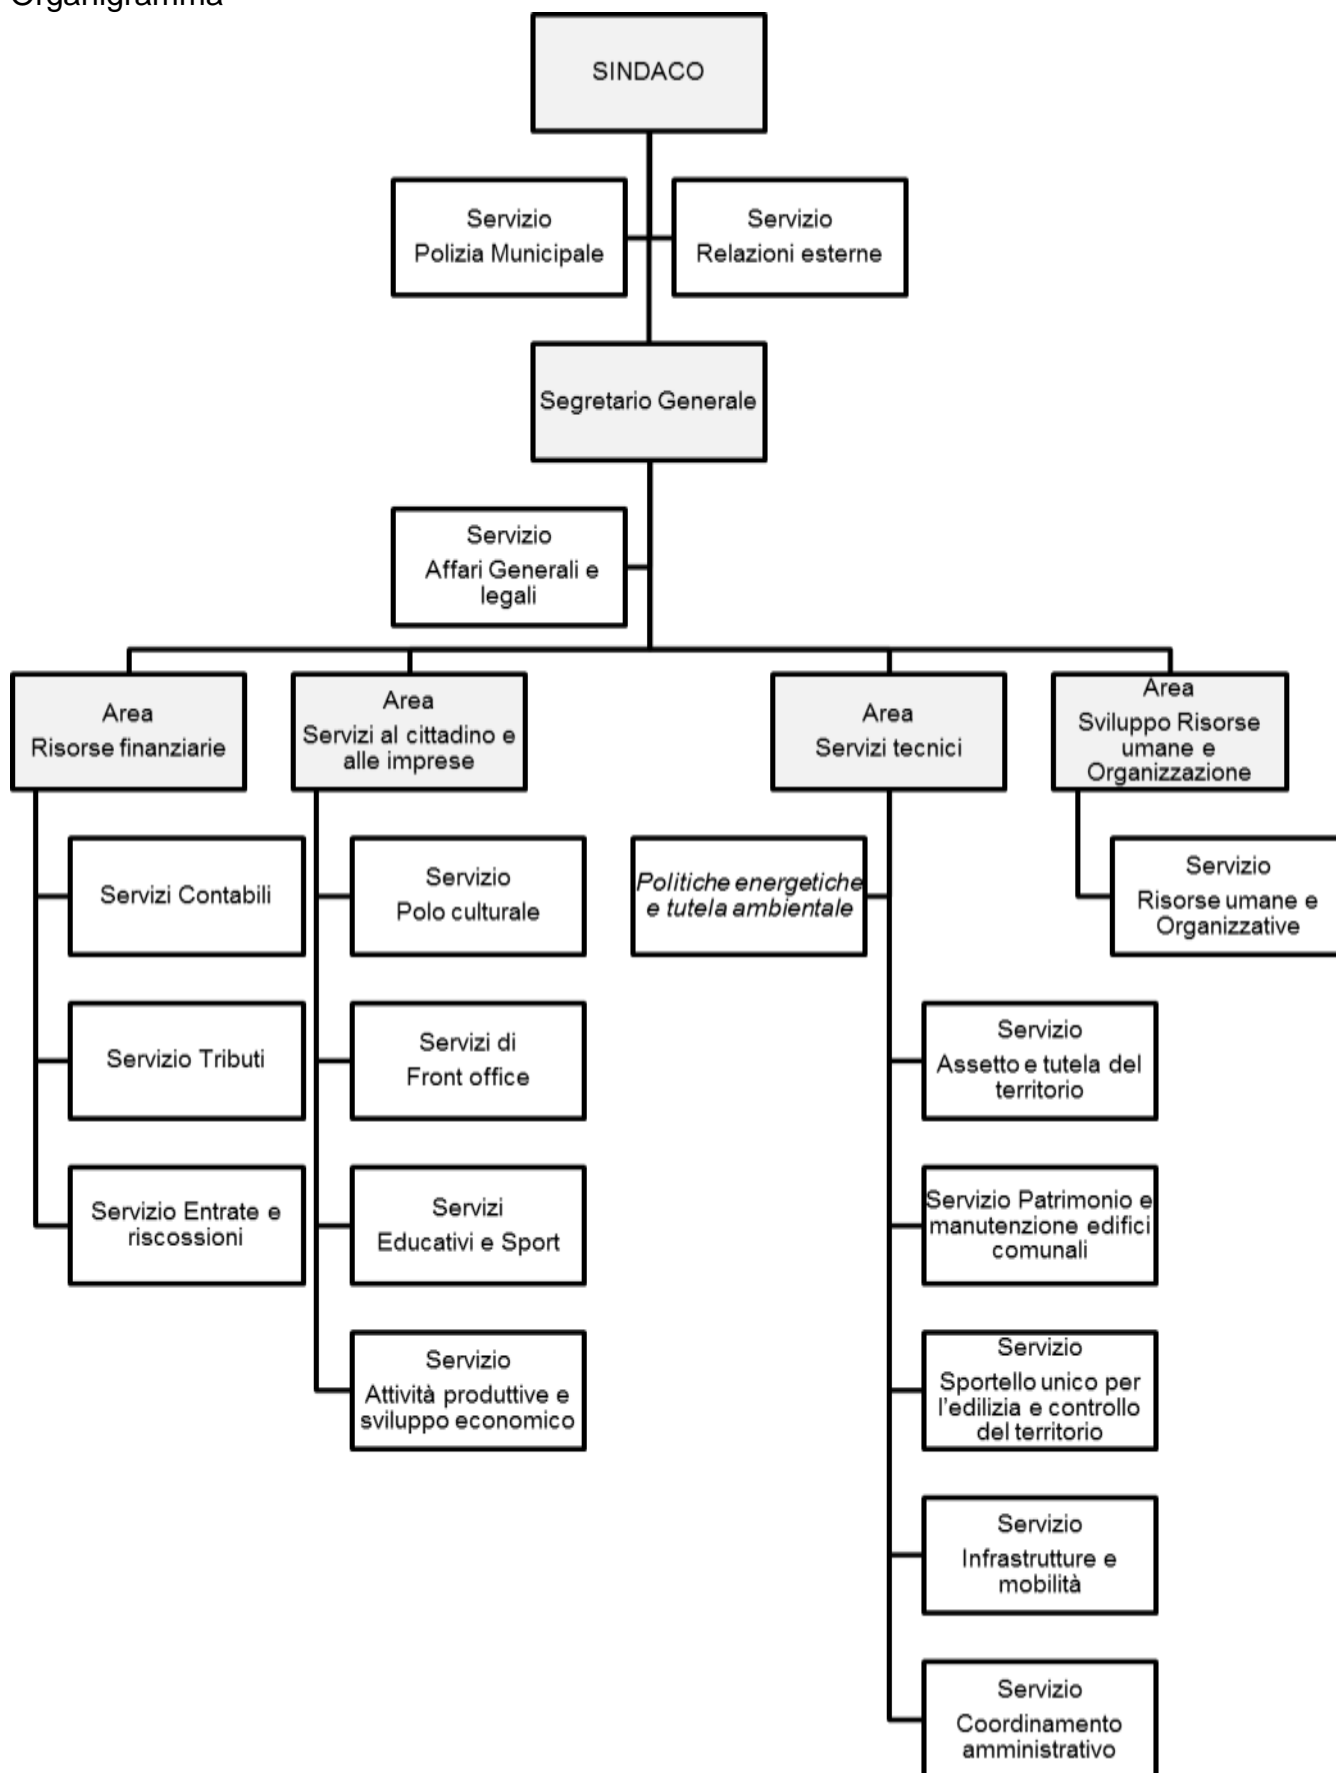 Organigramma
SINDACO
Servizio
Polizia Municipale
Servizio
Relazioni esterne
Segretario Generale
Servizio
Affari Generali e
legali
Area
Risorse finanziarie
Area
Servizi al cittadino e
alle imprese
Area
Servizi tecnici
Area
Sviluppo Risorse
umane e
Organizzazione
Servizi Contabili
Servizio Tributi
Servizio Entrate e
riscossioni
Servizio
Polo culturale
Servizi di
Front office
Servizi
Educativi e Sport
Servizio
Attività produttive e
sviluppo economico
Politiche energetiche
e tutela ambientale
Servizio
Assetto e tutela del
territorio
Servizio Patrimonio e
manutenzione edifici
comunali
Servizio
Sportello unico per
l'edilizia e controllo
del territorio
Servizio
Infrastrutture e
mobilità
Servizio
Coordinamento
amministrativo
Servizio
Risorse umane e
Organizzative